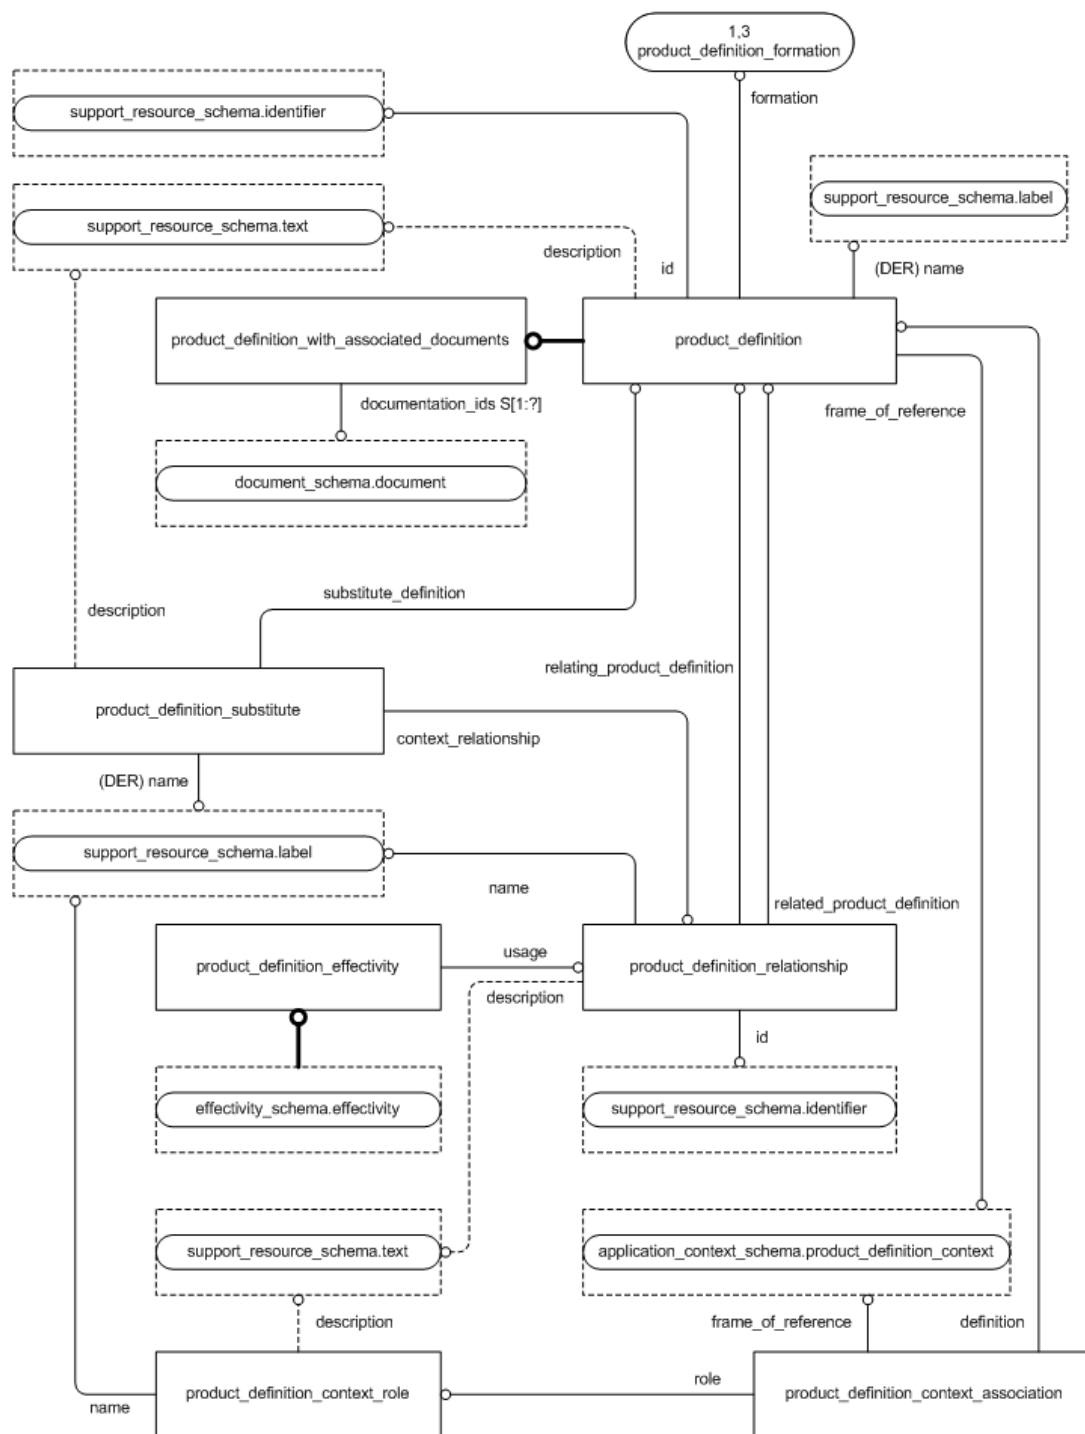 1,3
product_definition_formation
support_resource_schema.identifier
formation
support_resource_schema.label
support_resource_schema.text
description
id
(DER) name
product_definition_with_associated_documents
product_definition
documentation_ids S[1:?]
frame_of_reference
document_schema.document
substitute_definition
description
relating_product_definition
product_definition_substitute
context_relationship
(DER) name
support_resource_schema.label
name
related_product_definition
usage
product_definition_effectivity
product_definition_relationship
description
id
effectivity_schema.effectivity
support_resource_schema.identifier
support_resource_schema.text
application_context_schema.product_definition_context
description
frame_of_reference
definition
role
product_definition_context_role
product_definition_context_association
name